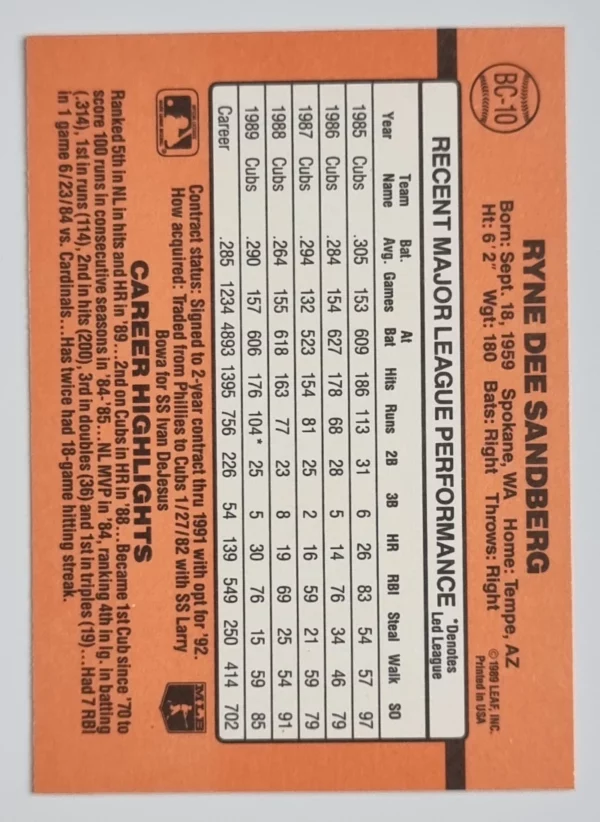 BC-10
RYNE DEE SANDBERG
Born: Sept. 18, 1959 Spokane, WA Home: Tempe, AZ
Ht: 6' 2" Wgt: 180 Bats: Right Throws: Right
© 1989 LEAF, INC.
Printed in USA
RECENT MAJOR LEAGUE PERFORMANCE *Denotes Led League
Year Team Name Bat. Avg. Games At Bat Hits Runs 2B 3B HR RBI Steal Walk SO
1985 Cubs .305 153 609 186 113 31 6 26 83 54 57 97
1986 Cubs .284 154 627 178 68 28 5 14 76 34 46 79
1987 Cubs .294 132 523 154 81 25 2 16 59 21 59 79
1988 Cubs .264 155 618 163 77 23 8 19 69 25 54 91
1989 Cubs .290 157 606 176 104* 25 5 30 76 15 59 85
Career .285 1234 4893 1395 756 226 54 139 549 250 414 702
Contract status: Signed to 2-year contract thru 1991 with opt for '92.
How acquired: Traded from Phillies to Cubs 1/27/82 with SS Larry
Bowa for SS Ivan DeJesus
MLB
CAREER HIGHLIGHTS
Ranked 5th in NL in hits and HR in '89...2nd on Cubs in HR in '88...Became 1st Cub since '70 to
score 100 runs in consecutive seasons in '84-'85...NL MVP in '84, ranking 4th in lg. in batting
(.314), 1st in runs (114), 2nd in hits (200), 3rd in doubles (36) and 1st in triples (19)...Had 7 RBI
in 1 game 6/23/84 vs. Cardinals...Has twice had 18-game hitting streak.